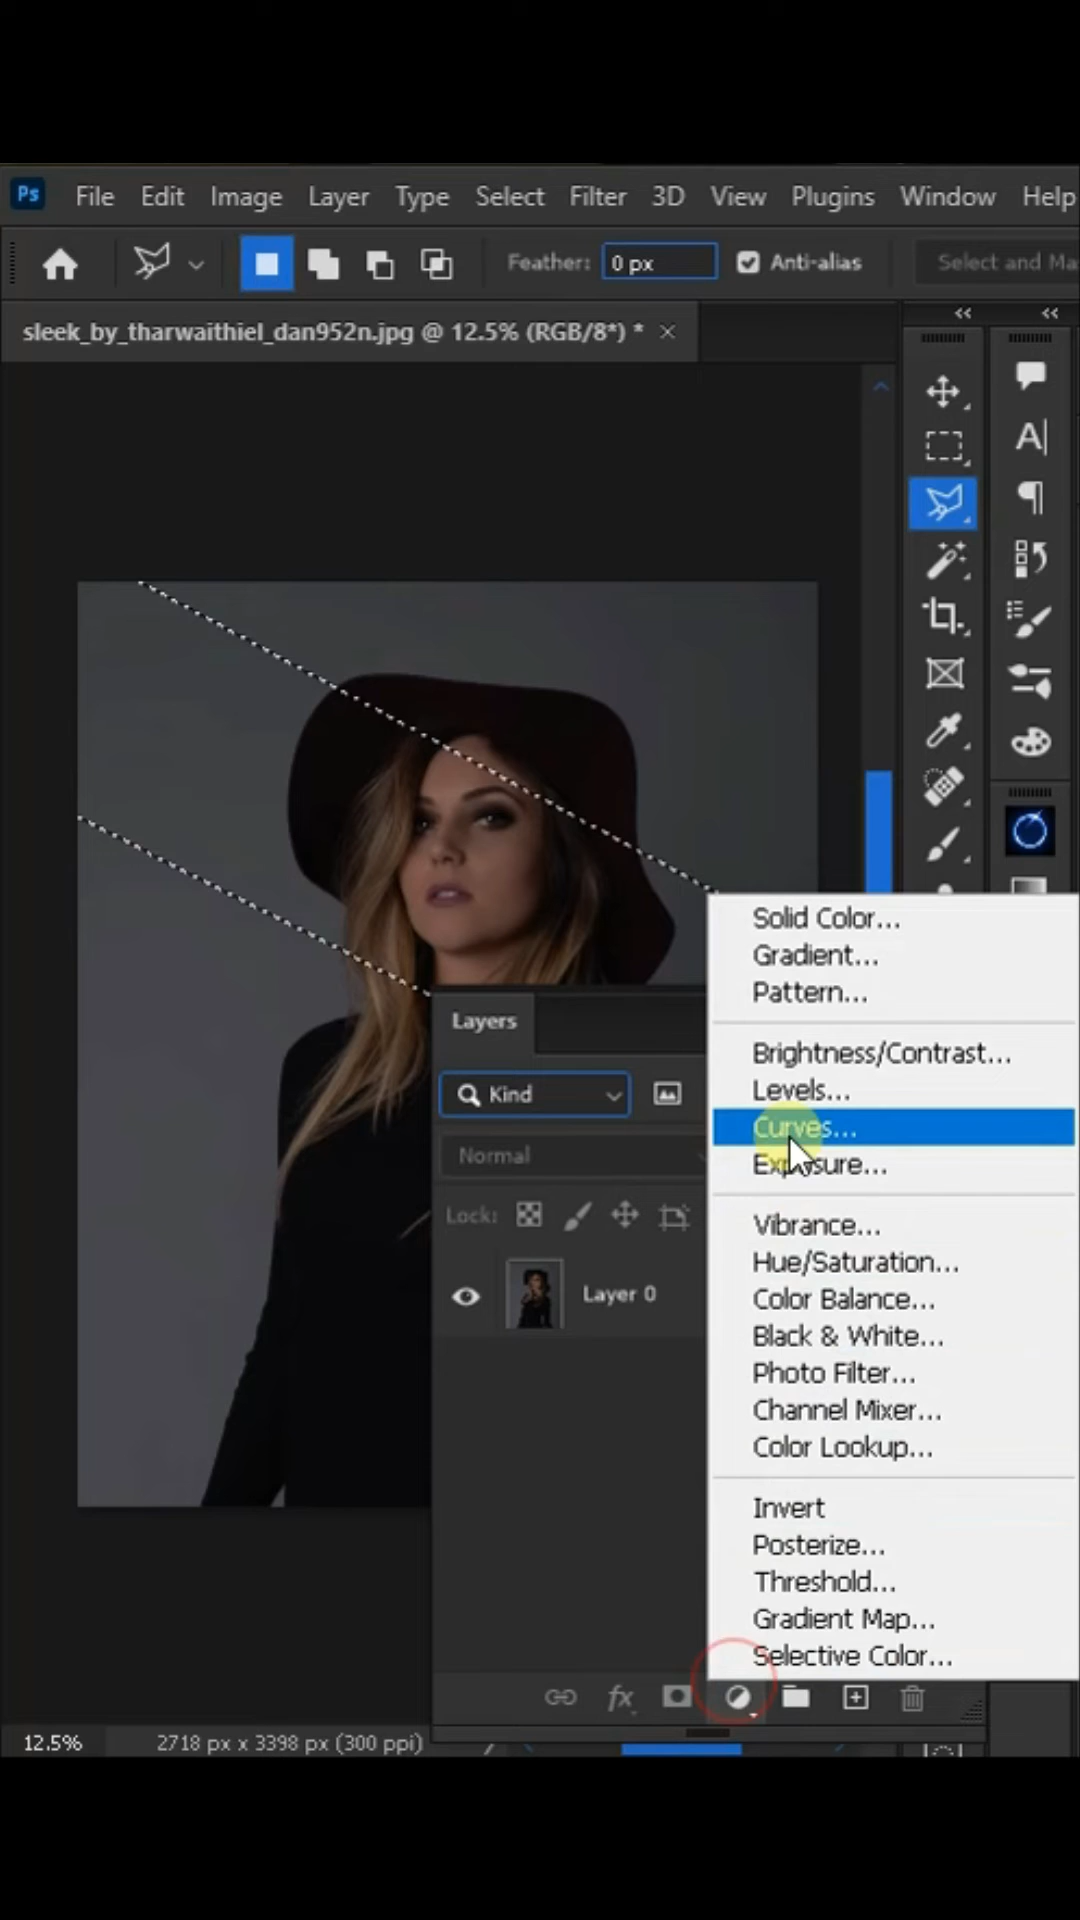 Ps File Edit Image Layer Type Select Filter 3D View Plugins Window Help
Feather: 0 px Anti-alias Select and Ma
sleek_by_tharwaithiel_dan952n.jpg @ 12.5% (RGB/8*) * ×
A|
Solid Color...
Gradient...
Pattern...
Brightness/Contrast...
Levels...
Curves...
Exposure...
Vibrance...
Hue/Saturation...
Color Balance...
Black & White...
Photo Filter...
Channel Mixer...
Color Lookup...
Invert
Posterize...
Threshold...
Gradient Map...
Selective Color...
Layers
Kind
Normal
Lock:
Layer 0
fx
12.5% 2718 px x 3398 px (300 ppi)